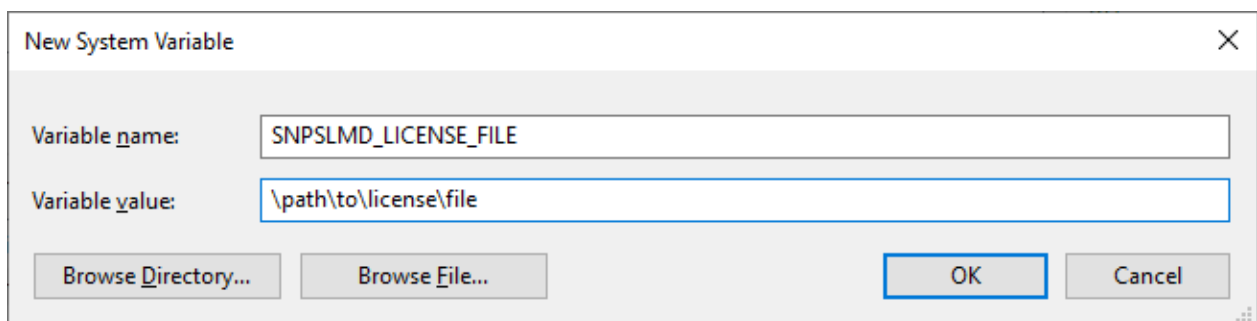 New System Variable
Variable name: SNPSLMD_LICENSE_FILE
Variable value: \path\to\license\file
Browse Directory... Browse File... OK Cancel